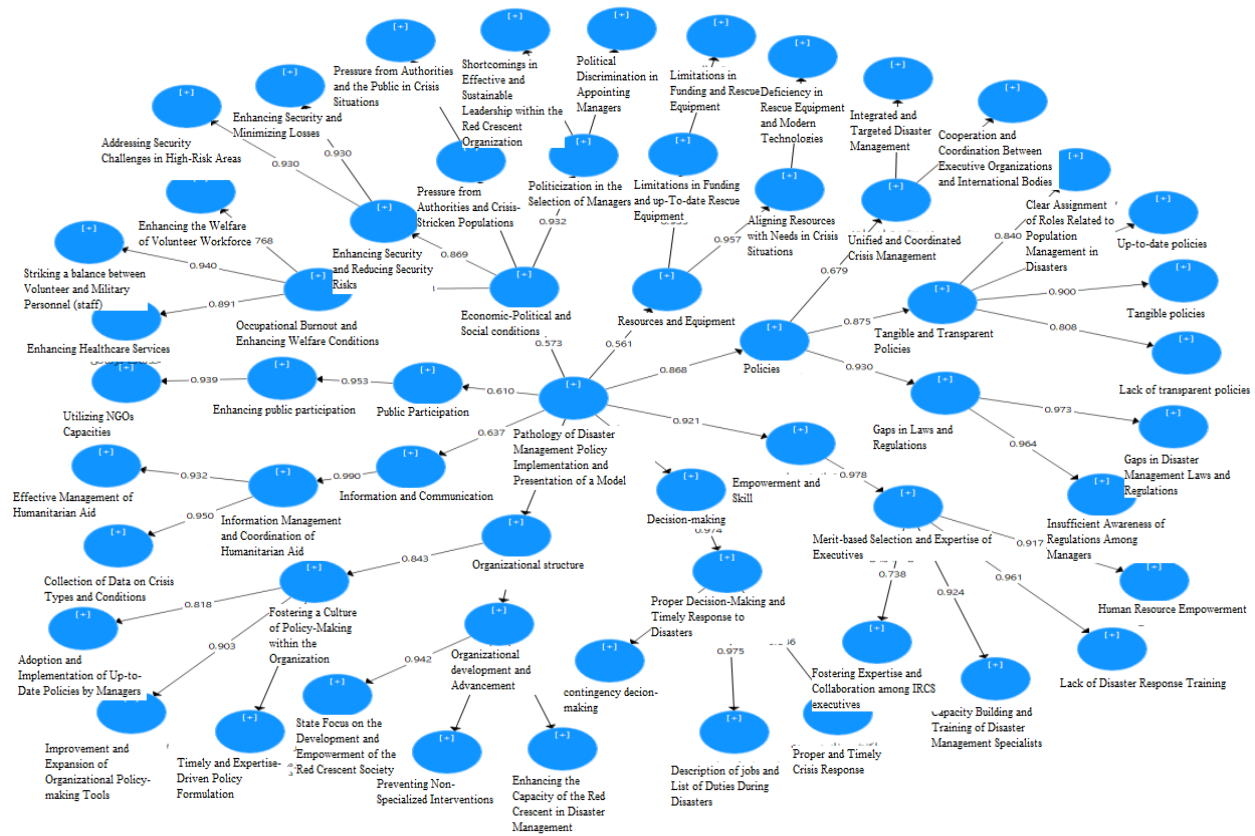 [+]
[+]
[+]
[+]
[+]
[+]
[+]
[+]
[+]
Pressure from Authorities
and the Public in Crisis
Situations
Shortcomings in
Effective and
Sustainable
Leadership within the
Red Crescent
Organization
Political
Discrimination in
Appointing
Managers
Limitations in
Funding and Rescue
Equipment
Deficiency in
Rescue Equipment
and Modern
Technologies
Integrated and
Targeted Disaster
Management
Cooperation and
Coordination Between
Executive Organizations
and International Bodies
Enhancing Security and
Minimizing Losses
Addressing Security
Challenges in High-Risk Areas
0.930
0.930
[+]
[+]
[+]
[+]
[+]
[+]
[+]
[+]
Enhancing the Welfare
of Volunteer Workforce
768
Pressure from
Authorities and Crisis-
Stricken Populations
Politicization in the
Selection of Managers
0.932
Limitations in Funding
and up-To-date Rescue
Equipment
Aligning Resources
with Needs in Crisis
Situations
0.957
Unified and Coordinated
Crisis Management
0.679
Clear Assignment
of Roles Related to
Population
Management in
Disasters
0.840
Up-to-date policies
[+]
[+]
[+]
[+]
[+]
[+]
[+]
Striking a balance between
Volunteer and Military
Personnel (staff)
0.940
0.891
Enhancing Security
and Reducing Security
Risks
0.869
Economic-Political and
Social conditions
0.573
Resources and Equipment
0.561
Tangible and Transparent
Policies
0.875
0.900
Tangible policies
0.808
[+]
[+]
[+]
Enhancing Healthcare Services
Occupational Burnout and
Enhancing Welfare Conditions
Policies
0.868
0.930
Lack of transparent policies
[+]
[+]
[+]
[+]
[+]
[+]
0.939
0.953
0.610
Utilizing NGOs
Capacities
Enhancing public participation
Public Participation
Pathology of Disaster
Management Policy
Implementation and
Presentation of a Model
0.921
Gaps in Laws and
Regulations
0.973
0.964
Gaps in Disaster
Management Laws and
Regulations
[+]
[+]
[+]
[+]
[+]
[+]
[+]
[+]
0.637
0.932
0.990
0.950
Effective Management of
Humanitarian Aid
Information and Communication
Information Management
and Coordination of
Humanitarian Aid
Decision-making
0.974
Empowerment and
Skill
0.978
Insufficient Awareness of
Regulations Among
Managers
[+]
[+]
[+]
[+]
[+]
Collection of Data on Crisis
Types and Conditions
Organizational structure
0.843
Merit-based Selection and Expertise of
Executives
0.917
0.961
0.738
0.924
Human Resource Empowerment
[+]
[+]
[+]
[+]
[+]
[+]
0.818
0.903
Fostering a Culture
of Policy-Making
within the
Organization
Adoption and
Implementation of Up-to-
Date Policies by Managers
Organizational
development and
Advancement
0.942
Proper Decision-Making and
Timely Response to
Disasters
0.975
Fostering Expertise and
Collaboration among IRCS
executives
Lack of Disaster Response Training
[+]
[+]
[+]
[+]
[+]
[+]
[+]
State Focus on the
Development and
Empowerment of the
Red Crescent Society
contingency decion-
making
Capacity Building and
Training of Disaster
Management Specialists
Improvement and
Expansion of
Organizational Policy-
making Tools
Timely and Expertise-
Driven Policy
Formulation
Preventing Non-
Specialized Interventions
Enhancing the
Capacity of the Red
Crescent in Disaster
Management
Description of jobs and
List of Duties During
Disasters
Proper and Timely
Crisis Response